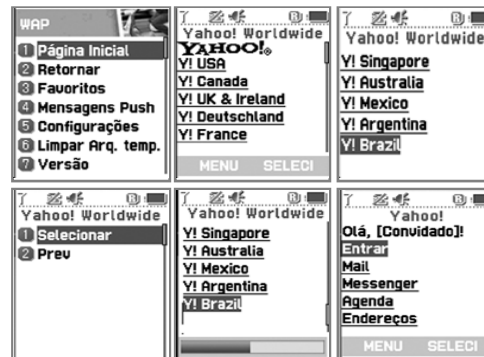 WAP
1 Página Inicial
2 Retornar
3 Favoritos
4 Mensagens Push
5 Configurações
6 Limpar Arq. temp.
7 Versão
Yahoo! Worldwide
YAHOO!®
Y! USA
Y! Canada
Y! UK & Ireland
Y! Deutschland
Y! France
MENU SELECI
Yahoo! Worldwide
Y! Singapore
Y! Australia
Y! Mexico
Y! Argentina
Y! Brazil
Yahoo! Worldwide
1 Selecionar
2 Prev
Yahoo! Worldwide
Y! Singapore
Y! Australia
Y! Mexico
Y! Argentina
Y! Brazil
Yahoo!
Olá, [Convidado]!
Entrar
Mail
Messenger
Agenda
Endereços
MENU SELECI